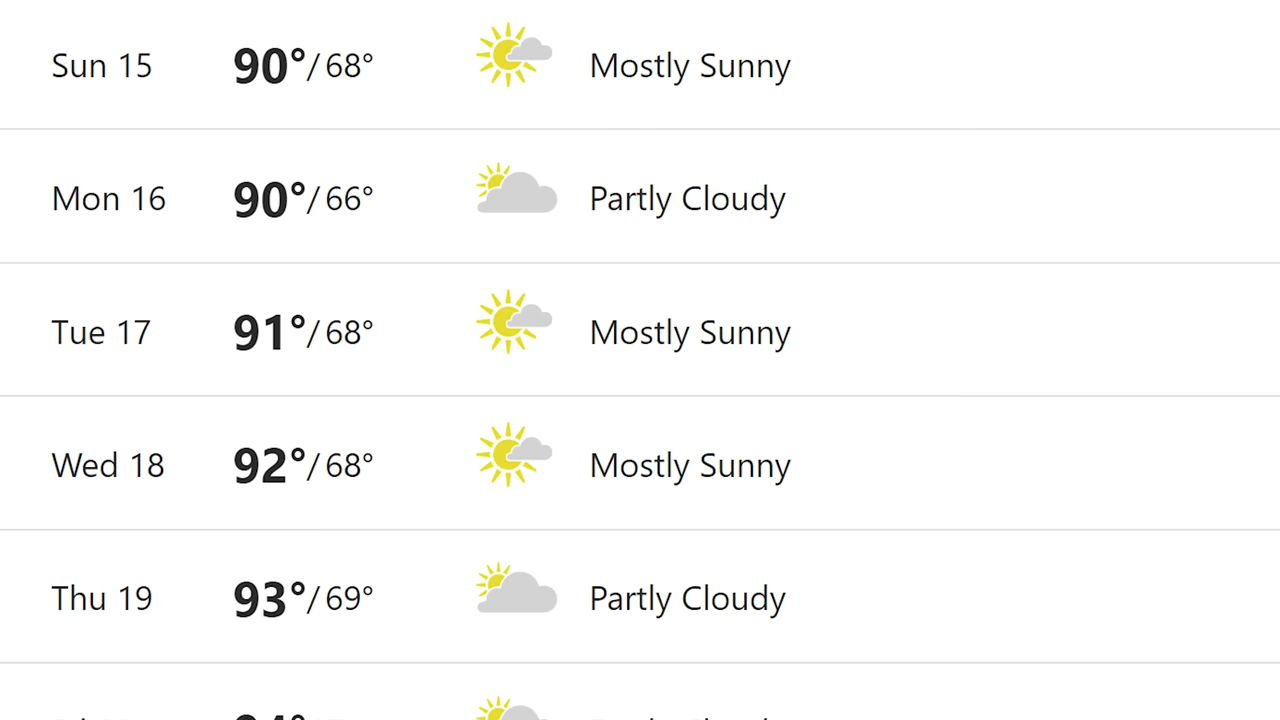 Sun 15 90°/68° Mostly Sunny
Mon 16 90°/66° Partly Cloudy
Tue 17 91°/68° Mostly Sunny
Wed 18 92°/68° Mostly Sunny
Thu 19 93°/69° Partly Cloudy